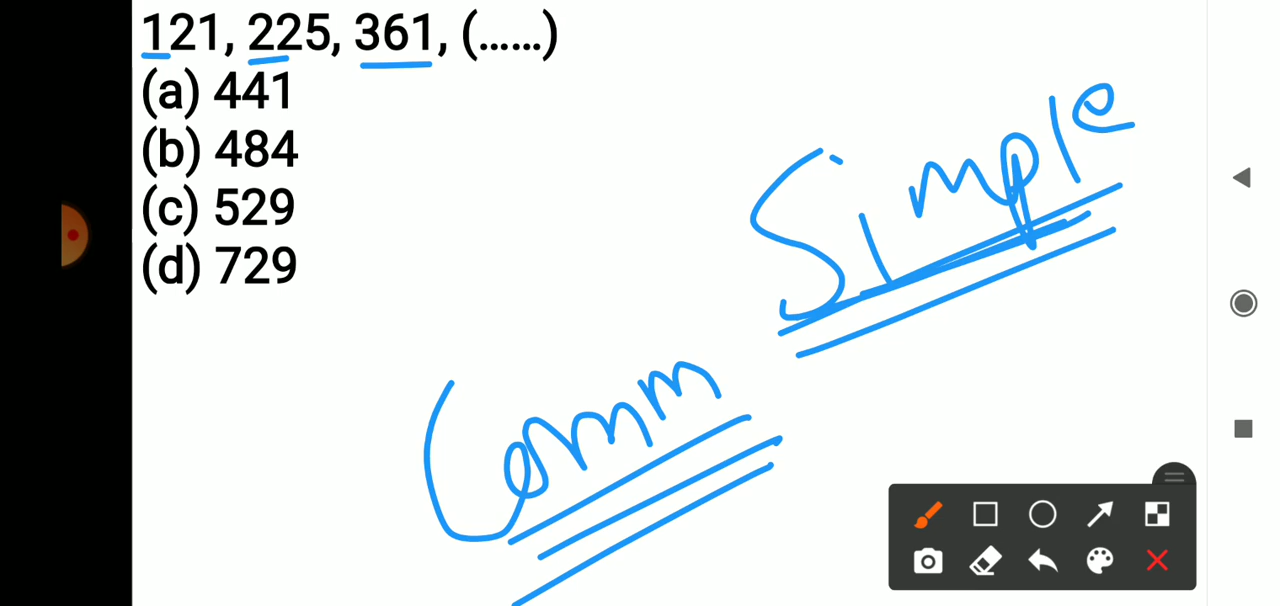 121, 225, 361, (......)
(a) 441
(b) 484
(c) 529
(d) 729
Simple
Comm